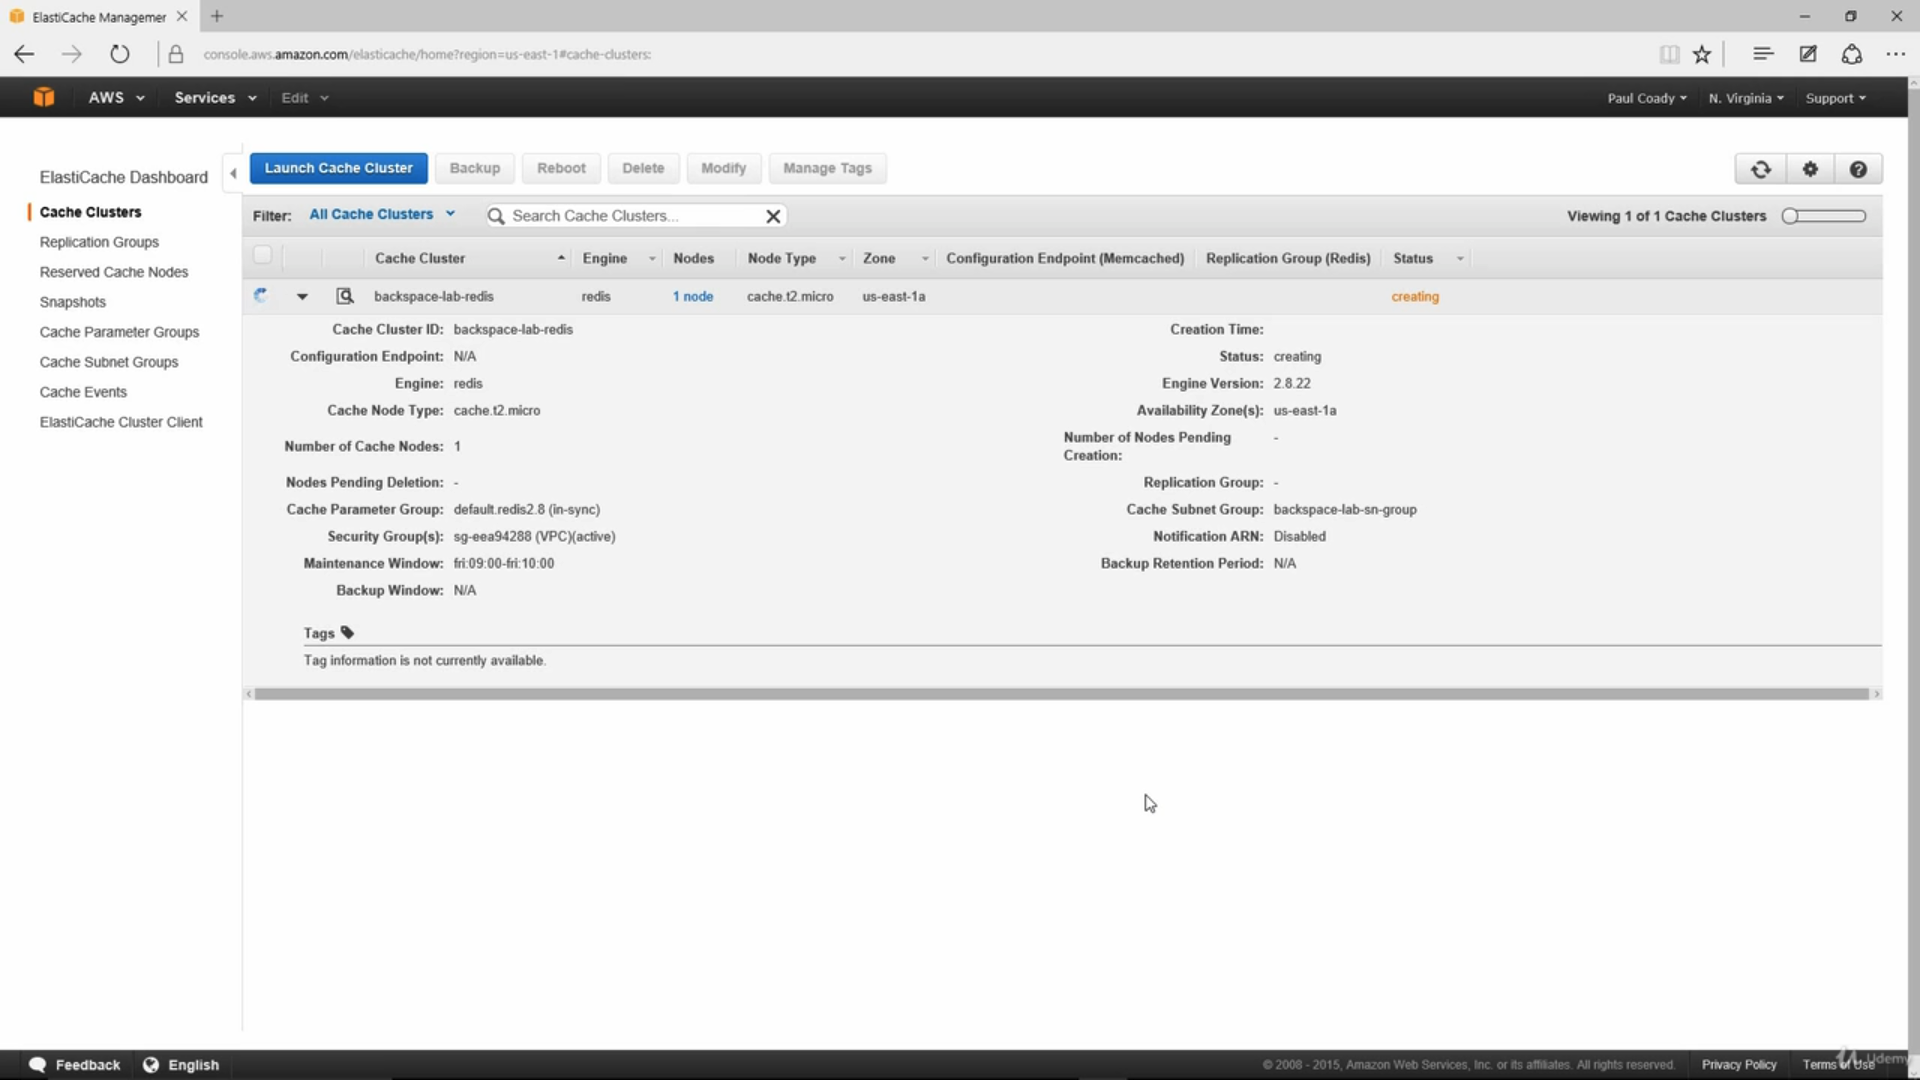 ElastiCache Managemer
console.aws.amazon.com/elasticache/home?region=us-east-1#cache-clusters:
AWS Services Edit Paul Coady N. Virginia Support
ElastiCache Dashboard
Cache Clusters
Replication Groups
Reserved Cache Nodes
Snapshots
Cache Parameter Groups
Cache Subnet Groups
Cache Events
ElastiCache Cluster Client
Launch Cache Cluster Backup Reboot Delete Modify Manage Tags
Filter: All Cache Clusters Search Cache Clusters... Viewing 1 of 1 Cache Clusters
Cache Cluster Engine Nodes Node Type Zone Configuration Endpoint (Memcached) Replication Group (Redis) Status
backspace-lab-redis redis 1 node cache.t2.micro us-east-1a creating
Cache Cluster ID: backspace-lab-redis
Configuration Endpoint: N/A
Engine: redis
Cache Node Type: cache.t2.micro
Number of Cache Nodes: 1
Nodes Pending Deletion: -
Cache Parameter Group: default.redis2.8 (in-sync)
Security Group(s): sg-eea94288 (VPC)(active)
Maintenance Window: fri:09:00-fri:10:00
Backup Window: N/A
Creation Time:
Status: creating
Engine Version: 2.8.22
Availability Zone(s): us-east-1a
Number of Nodes Pending -
Creation:
Replication Group: -
Cache Subnet Group: backspace-lab-sn-group
Notification ARN: Disabled
Backup Retention Period: N/A
Tags
Tag information is not currently available.
Feedback English © 2008 - 2015, Amazon Web Services, Inc. or its affiliates. All rights reserved. Privacy Policy Terms of Use
Udemy